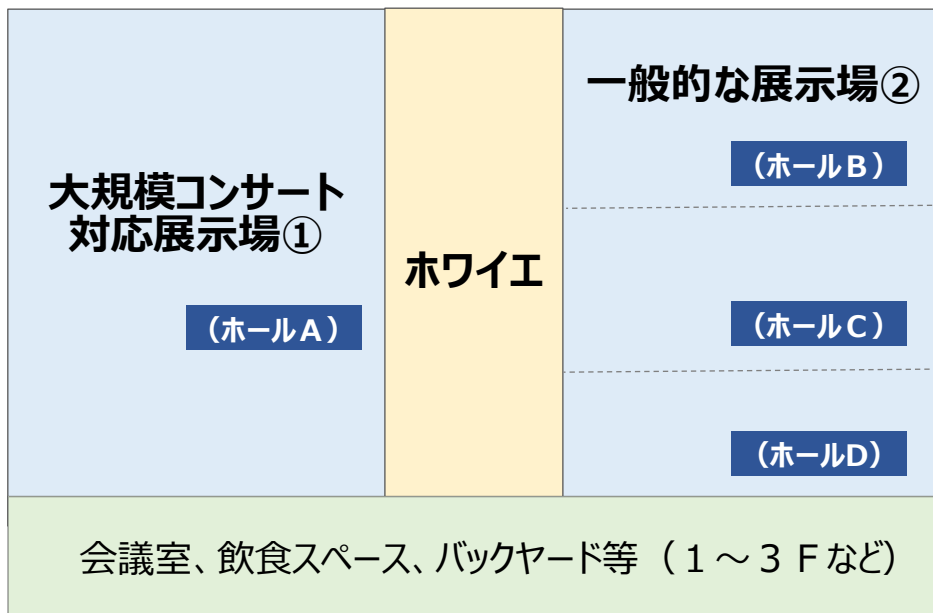 大規模コンサート
対応展示場①
（ホールA）
ホワイエ
一般的な展示場②
（ホールB）
（ホールC）
（ホールD）
会議室、飲食スペース、バックヤード等（１～３Ｆなど）